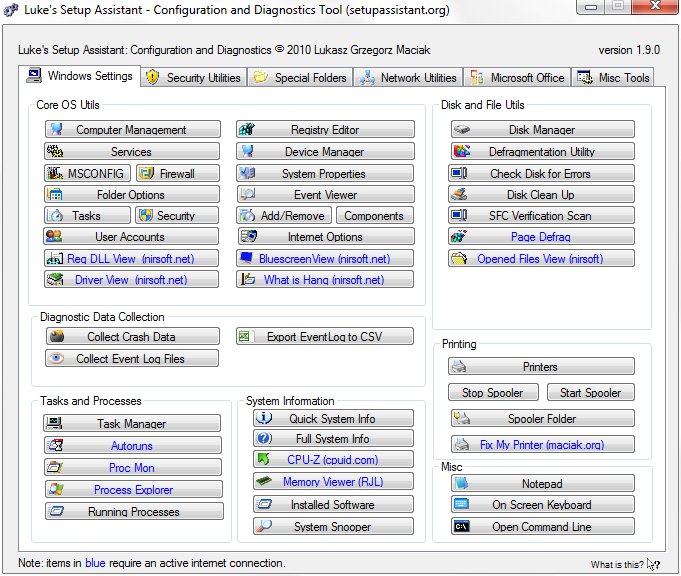 Luke's Setup Assistant - Configuration and Diagnostics Tool (setupassistant.org)
Luke's Setup Assistant: Configuration and Diagnostics © 2010 Lukasz Grzegorz Maciak
version 1.9.0
Windows Settings
Security Utilities
Special Folders
Network Utilities
Microsoft Office
Misc Tools
Core OS Utils
Computer Management
Registry Editor
Services
Device Manager
MSCONFIG
Firewall
System Properties
Folder Options
Event Viewer
Tasks
Security
Add/Remove
Components
User Accounts
Internet Options
Reg DLL View (nirsoft.net)
BluescreenView (nirsoft.net)
Driver View (nirsoft.net)
What is Hang (nirsoft.net)
Disk and File Utils
Disk Manager
Defragmentation Utility
Check Disk for Errors
Disk Clean Up
SFC Verification Scan
Page Defrag
Opened Files View (nirsoft)
Diagnostic Data Collection
Collect Crash Data
Export EventLog to CSV
Collect Event Log Files
Printing
Printers
Stop Spooler
Start Spooler
Spooler Folder
Fix My Printer (maciak.org)
Tasks and Processes
Task Manager
Autoruns
Proc Mon
Process Explorer
Running Processes
System Information
Quick System Info
Full System Info
CPU-Z (cpuid.com)
Memory Viewer (RJL)
Installed Software
System Snooper
Misc
Notepad
On Screen Keyboard
Open Command Line
Note: items in blue require an active internet connection.
What is this? ?